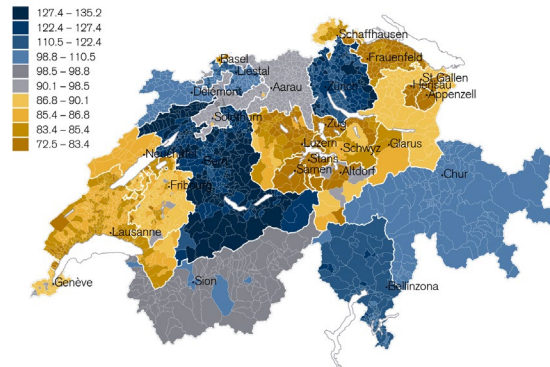 127.4 – 135.2
122.4 – 127.4
110.5 – 122.4
98.8 – 110.5
98.5 – 98.8
90.1 – 98.5
86.8 – 90.1
85.4 – 86.8
83.4 – 85.4
72.5 – 83.4
Schaffhausen
Frauenfeld
Basel
Liestal
St.Gallen
Herisau
Appenzell
Aarau
Zürich
Delémont
Solothurn
Zug
Luzern
Schwyz
Glarus
Neuchâtel
Bern
Stans
Sarnen
Altdorf
Chur
Fribourg
Lausanne
Genève
Sion
Bellinzona